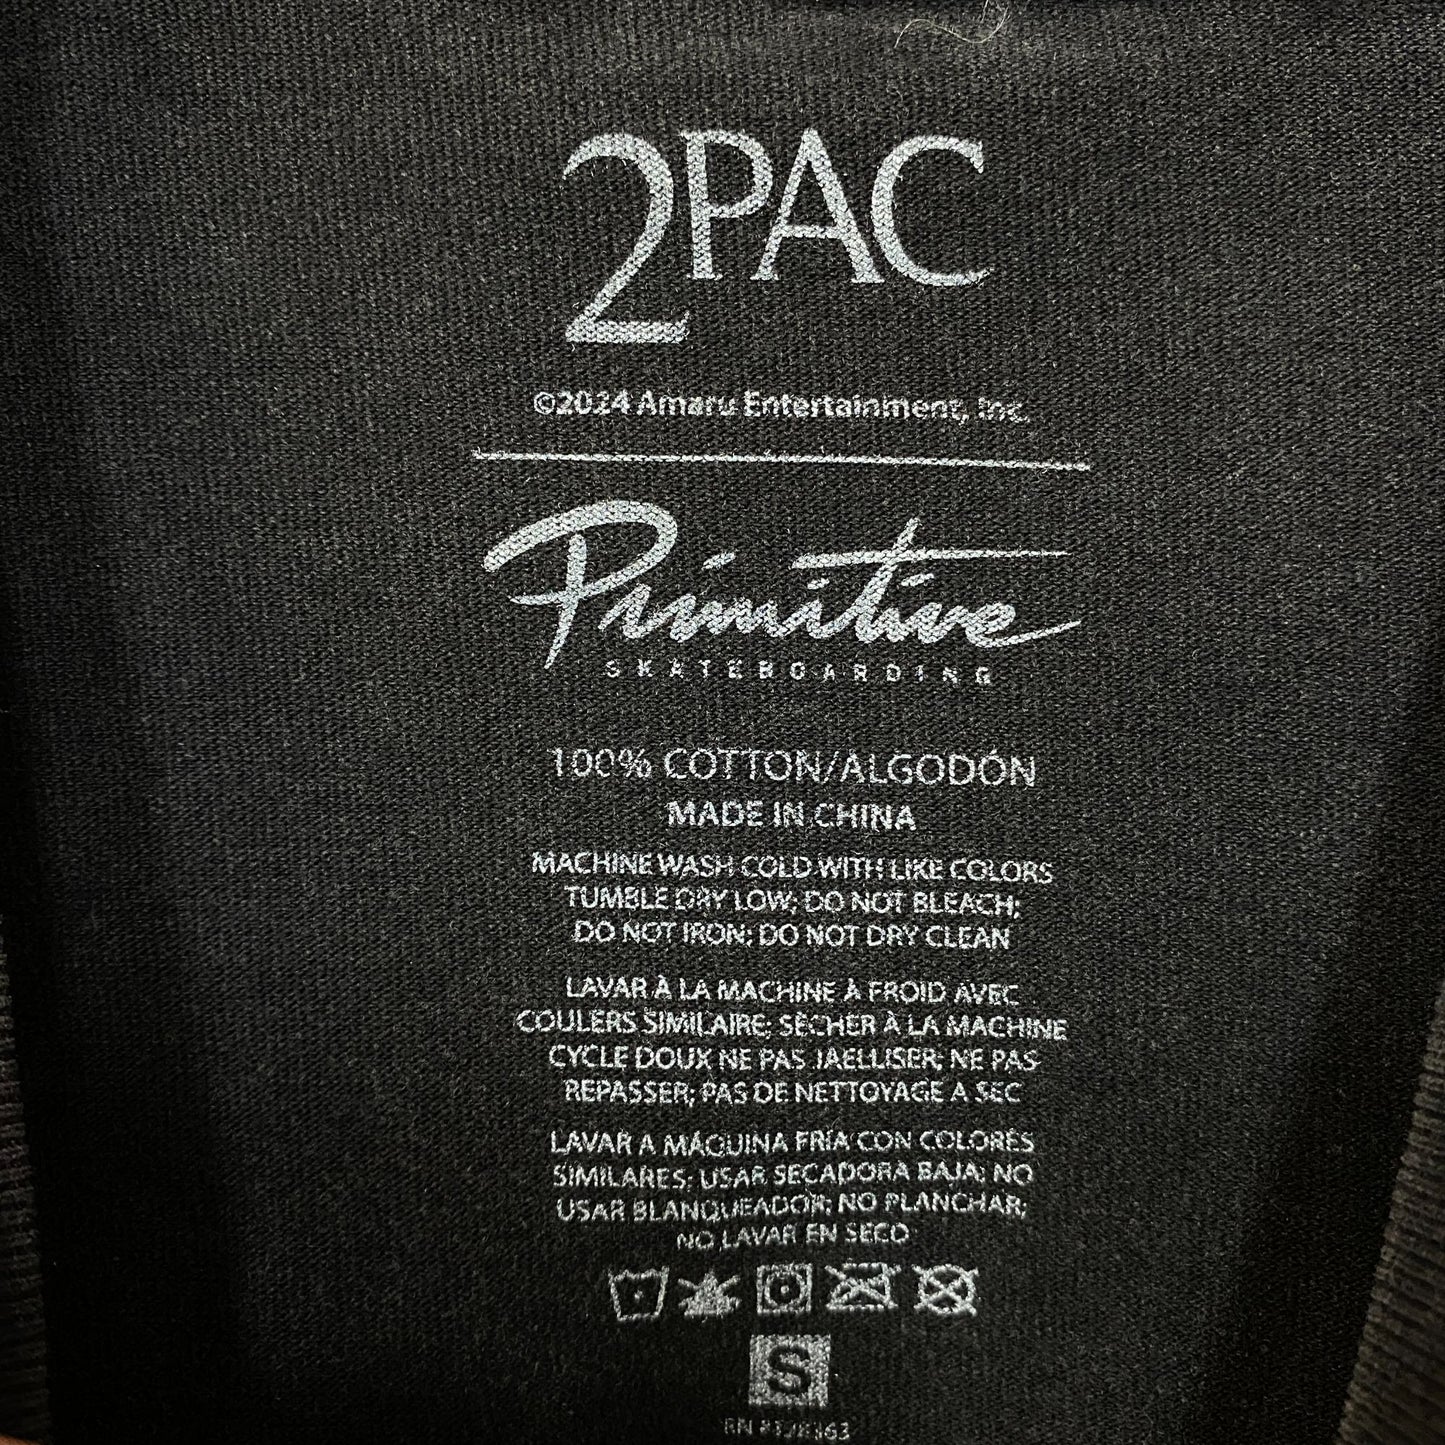 2PAC
©2024 Amaru Entertainment, Inc.
Primitive
SKATEBOARDING
100% COTTON/ALGODÓN
MADE IN CHINA
MACHINE WASH COLD WITH LIKE COLORS
TUMBLE DRY LOW; DO NOT BLEACH;
DO NOT IRON; DO NOT DRY CLEAN
LAVAR À LA MACHINE À FROID AVEC
COULERS SIMILAIRE; SÉCHER À LA MACHINE
CYCLE DOUX NE PAS JAELLISER; NE PAS
REPASSER; PAS DE NETTOYAGE A SEC
LAVAR A MÁQUINA FRÍA CON COLORES
SIMILARES; USAR SECADORA BAJA; NO
USAR BLANQUEADOR; NO PLANCHAR;
NO LAVAR EN SECO
S
RN